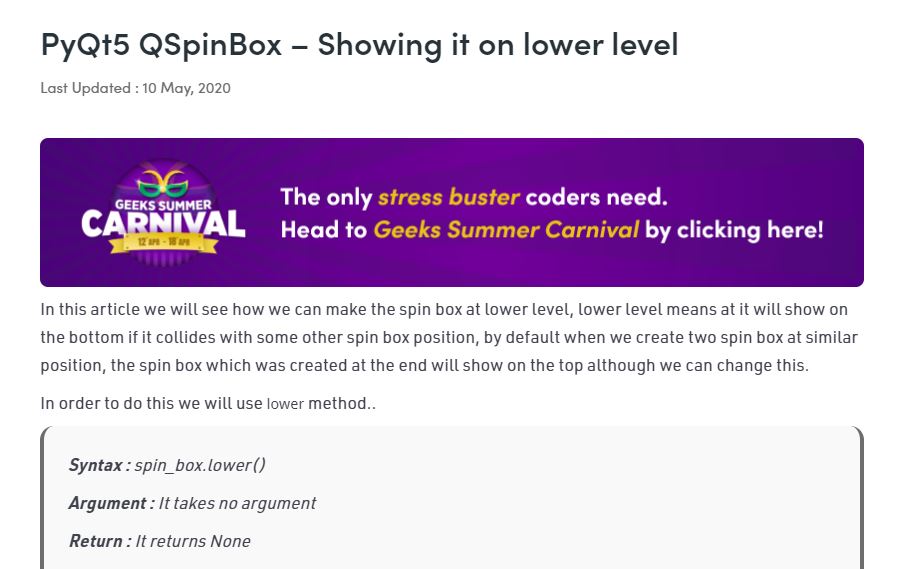 PyQt5 QSpinBox – Showing it on lower level
Last Updated : 10 May, 2020
GEEKS SUMMER
CARNIVAL
12 APR - 18 APR
The only stress buster coders need.
Head to Geeks Summer Carnival by clicking here!
In this article we will see how we can make the spin box at lower level, lower level means at it will show on
the bottom if it collides with some other spin box position, by default when we create two spin box at similar
position, the spin box which was created at the end will show on the top although we can change this.
In order to do this we will use lower method..
Syntax : spin_box.lower()
Argument : It takes no argument
Return : It returns None